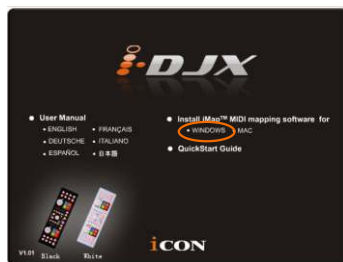 i-DJX
User Manual
• ENGLISH • FRANÇAIS
• DEUTSCHE • ITALIANO
• ESPAÑOL • 日本語
Install iMap™ MIDI mapping software for
• WINDOWS MAC
QuickStart Guide
V1.01 Black White
iCON